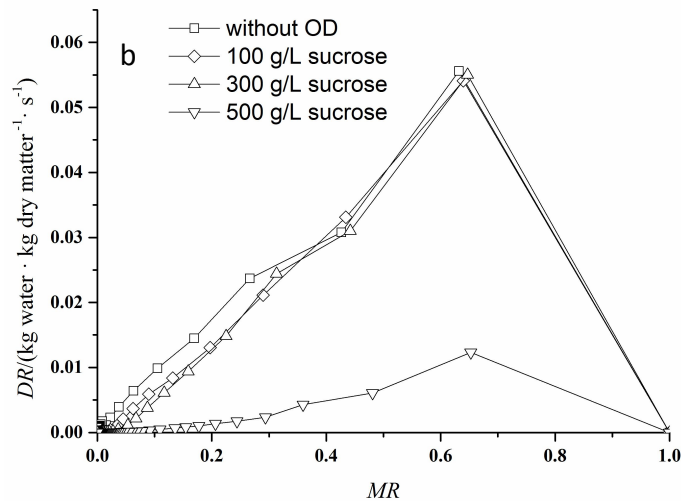 b
without OD
100 g/L sucrose
300 g/L sucrose
500 g/L sucrose
DR/(kg water · kg dry matter⁻¹· s⁻¹)
0.06
0.05
0.04
0.03
0.02
0.01
0.00
0.0 0.2 0.4 0.6 0.8 1.0
MR